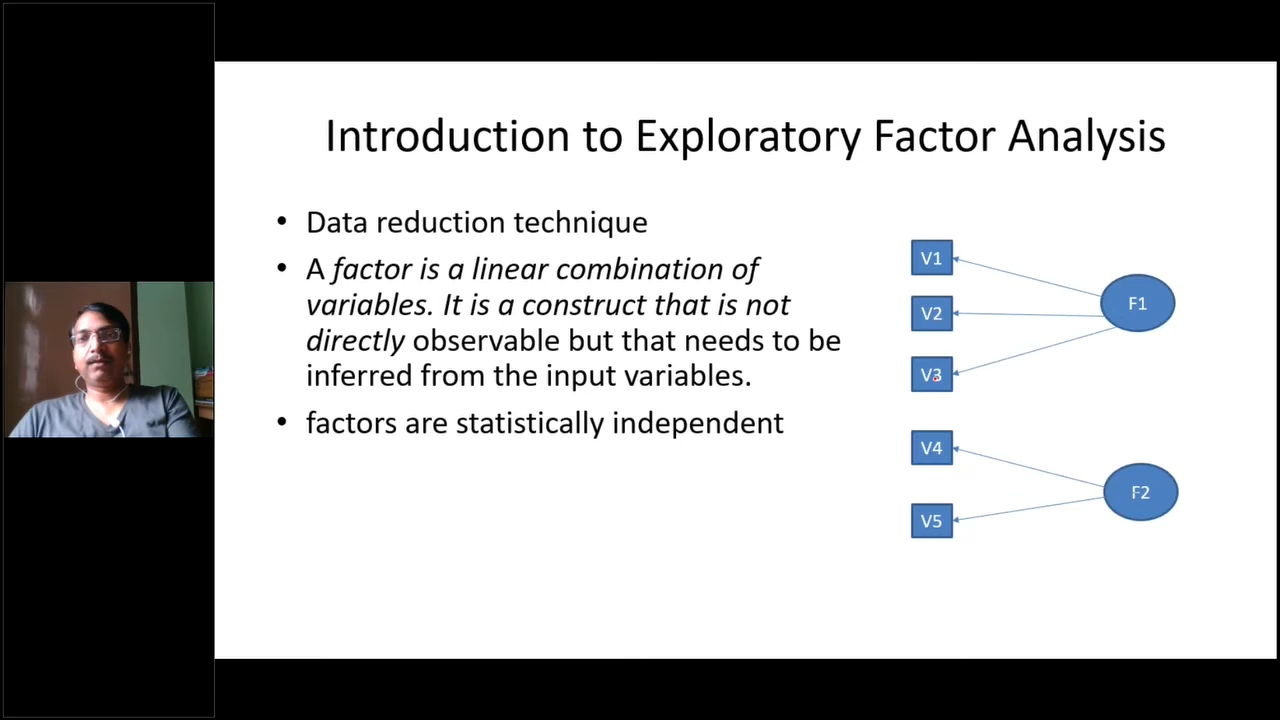 Introduction to Exploratory Factor Analysis
• Data reduction technique
• A factor is a linear combination of
variables. It is a construct that is not
directly observable but that needs to be
inferred from the input variables.
• factors are statistically independent
V1
V2
V3
V4
V5
F1
F2